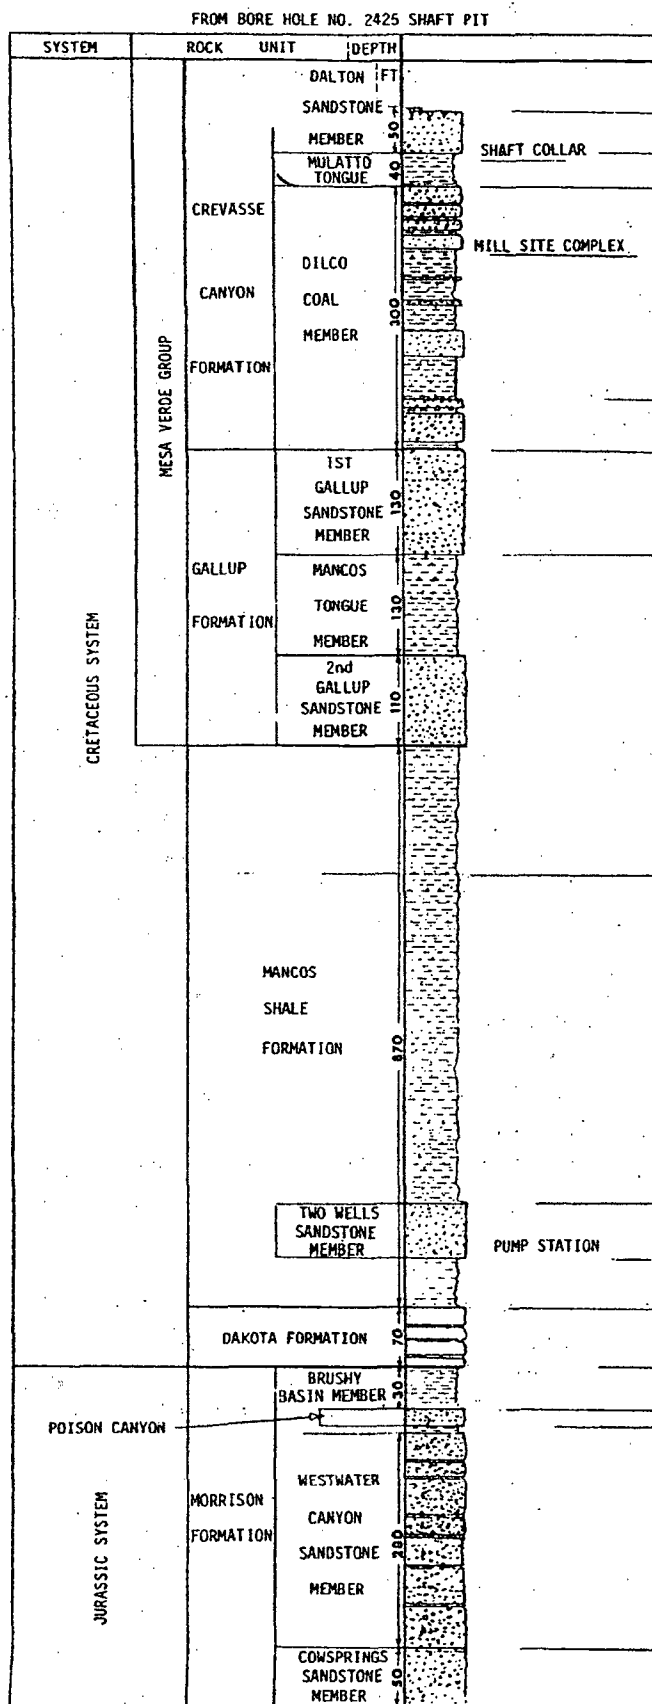 FROM BORE HOLE NO. 2425 SHAFT PIT
SYSTEM ROCK UNIT DEPTH
DALTON FT
SANDSTONE
MEMBER 50
SHAFT COLLAR
MULATTO
TONGUE 40
CREVASSE
MILL SITE COMPLEX
DILCO
CANYON COAL
MEMBER 300
FORMATION
MESA VERDE GROUP
1ST
GALLUP
SANDSTONE 130
MEMBER
GALLUP MANCOS
TONGUE
FORMATION 130
MEMBER
2nd
GALLUP
SANDSTONE 110
MEMBER
CRETACEOUS SYSTEM
MANCOS
SHALE
FORMATION 870
TWO WELLS
SANDSTONE
MEMBER
PUMP STATION
DAKOTA FORMATION 70
BRUSHY
BASIN MEMBER 30
POISON CANYON
WESTWATER
MORRISON
CANYON
FORMATION
SANDSTONE 280
MEMBER
JURASSIC SYSTEM
COWSPRINGS
SANDSTONE 50
MEMBER